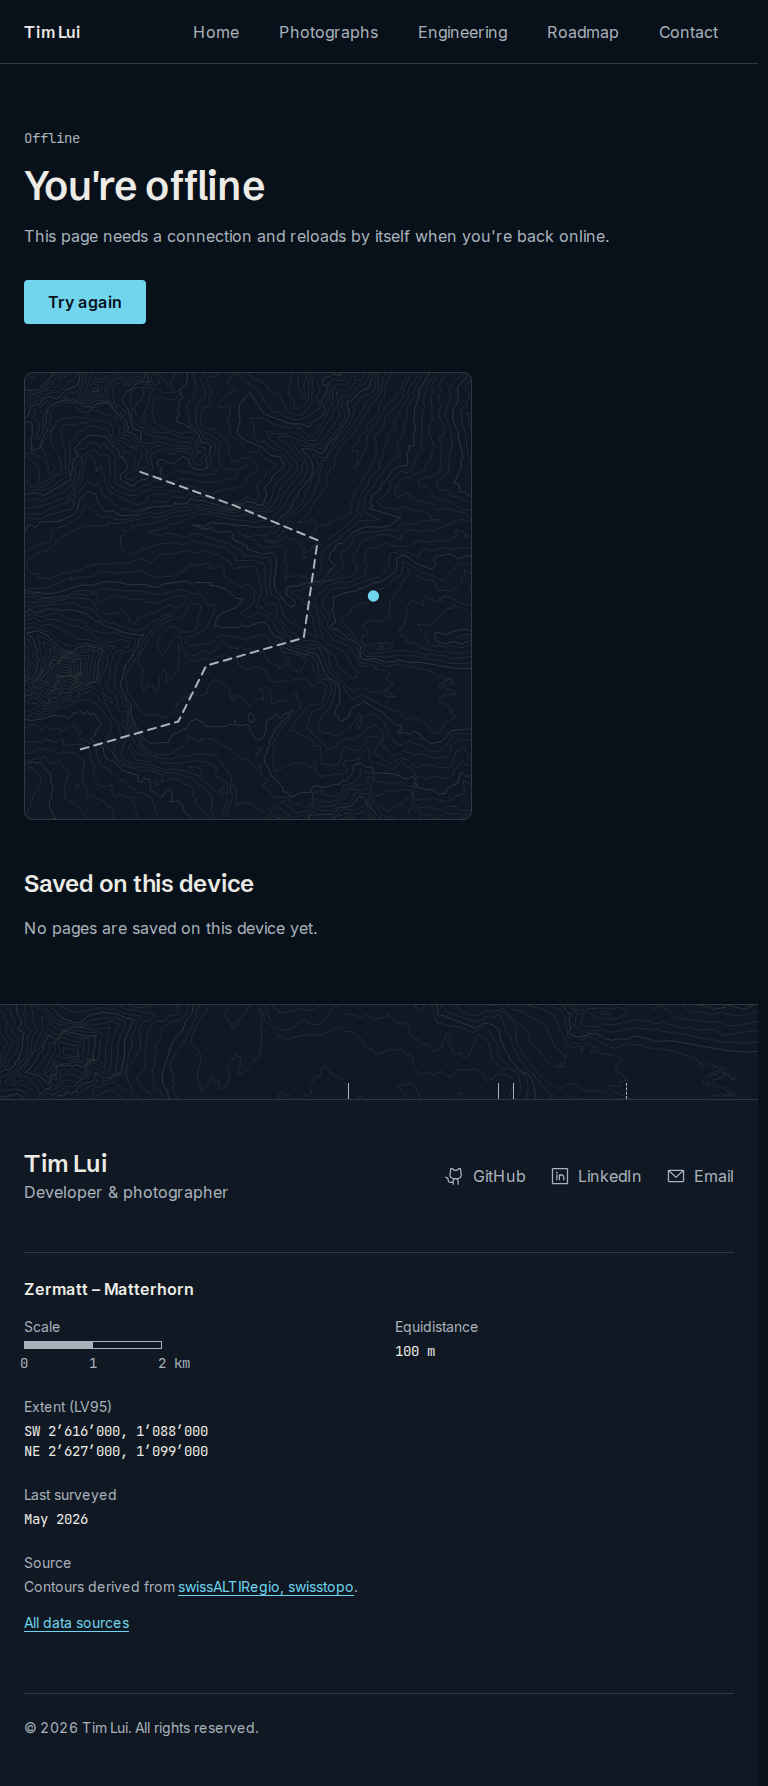 Tim Lui
Home Photographs Engineering Roadmap Contact
Offline
You're offline
This page needs a connection and reloads by itself when you're back online.
Try again
Saved on this device
No pages are saved on this device yet.
Tim Lui
Developer & photographer
GitHub LinkedIn Email
Zermatt – Matterhorn
Scale
0 1 2 km
Equidistance
100 m
Extent (LV95)
SW 2’616’000, 1’088’000
NE 2’627’000, 1’099’000
Last surveyed
May 2026
Source
Contours derived from swissALTIRegio, swisstopo.
All data sources
© 2026 Tim Lui. All rights reserved.